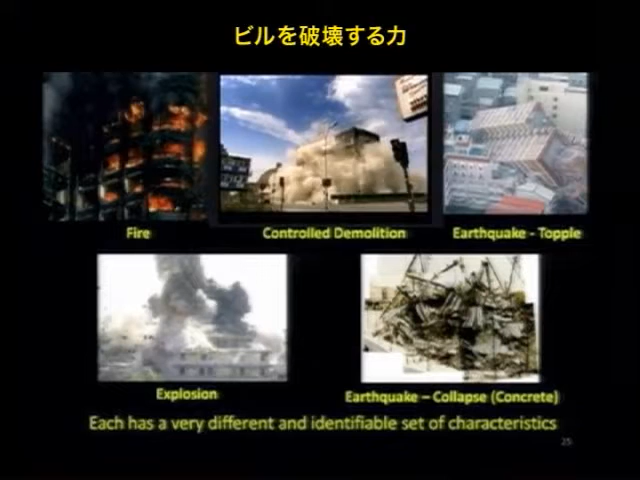 ビルを破壊する力
Fire
Controlled Demolition
Earthquake - Topple
Explosion
Earthquake – Collapse (Concrete)
Each has a very different and identifiable set of characteristics